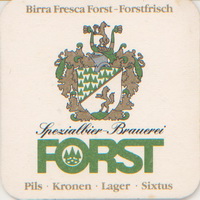 Birra Fresca Forst - Forstfrisch
Spezialbier - Brauerei
FORST
Pils · Kronen · Lager · Sixtus